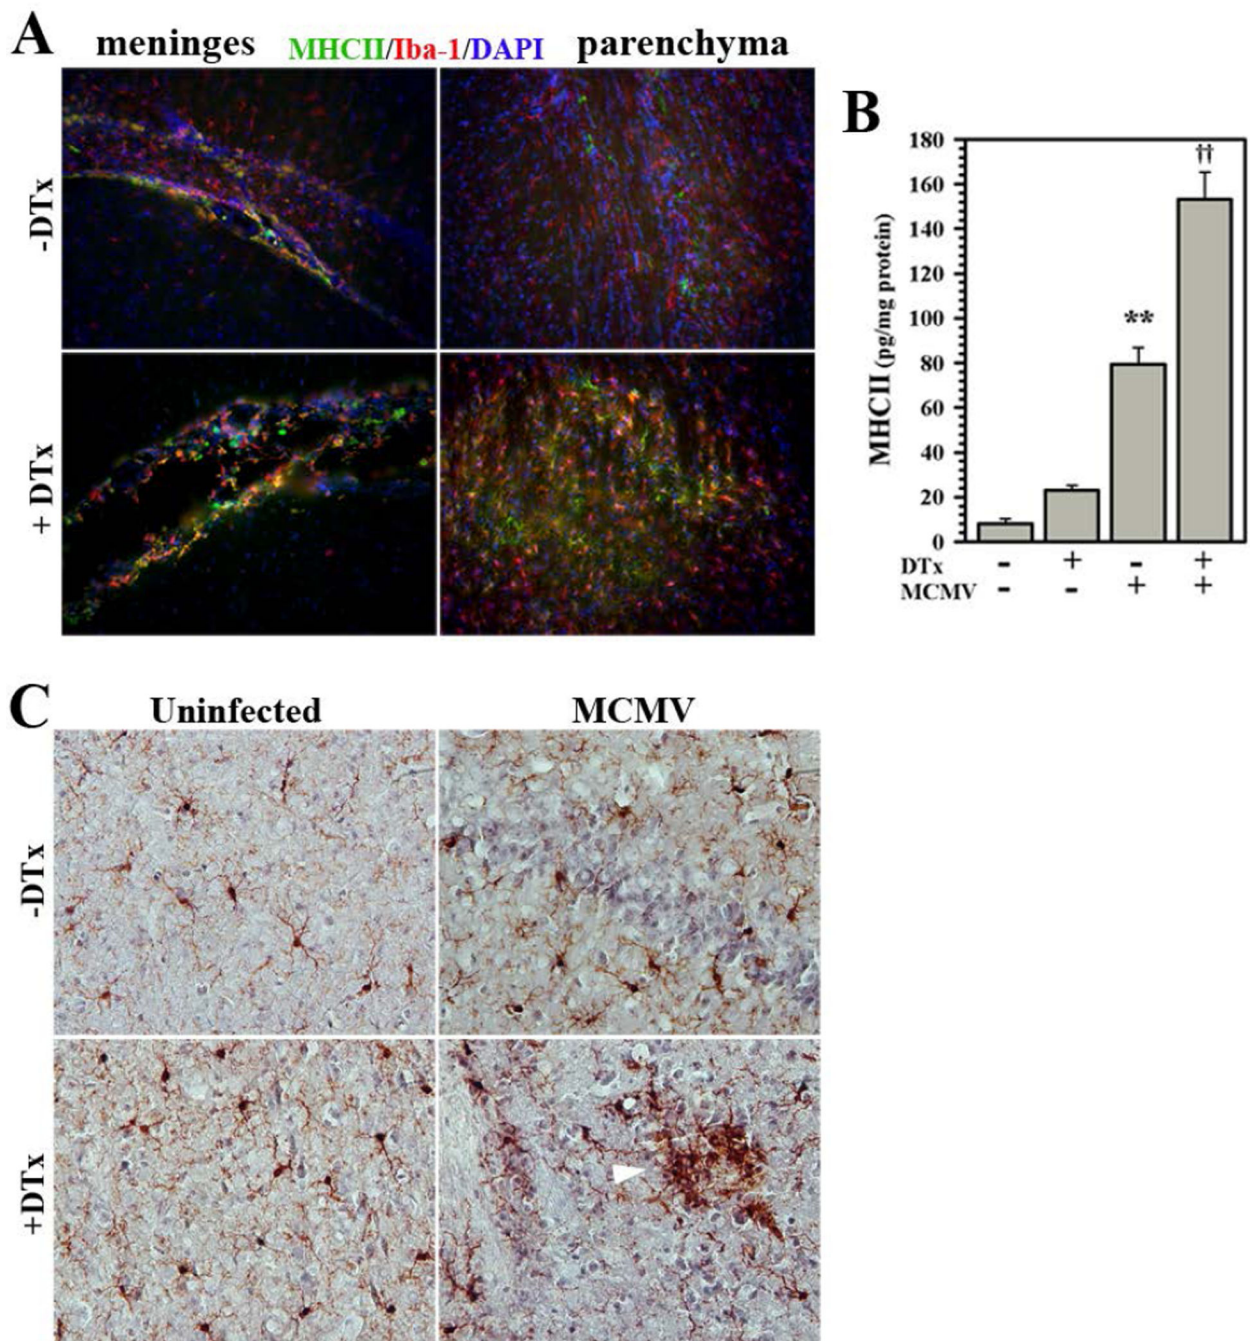 A
meninges MHCII/Iba-1/DAPI parenchyma
-DTx
+ DTx
B
180
160
140
120
100
80
60
40
20
0
MHCII (pg/mg protein)
**
††
DTx - + - +
MCMV - - + +
C
Uninfected MCMV
-DTx
+DTx